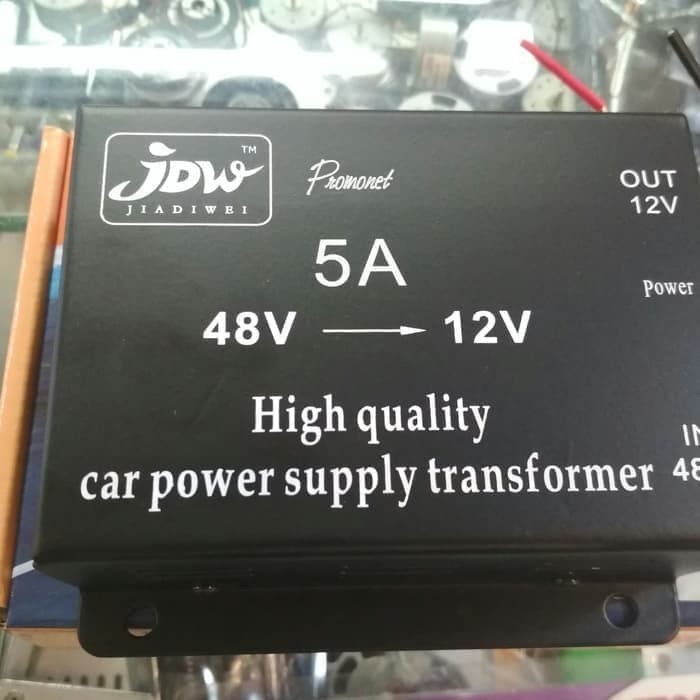 JDW TM
JIADIWEI
Promonet
5A
48V → 12V
High quality
car power supply transformer
OUT
12V
Power